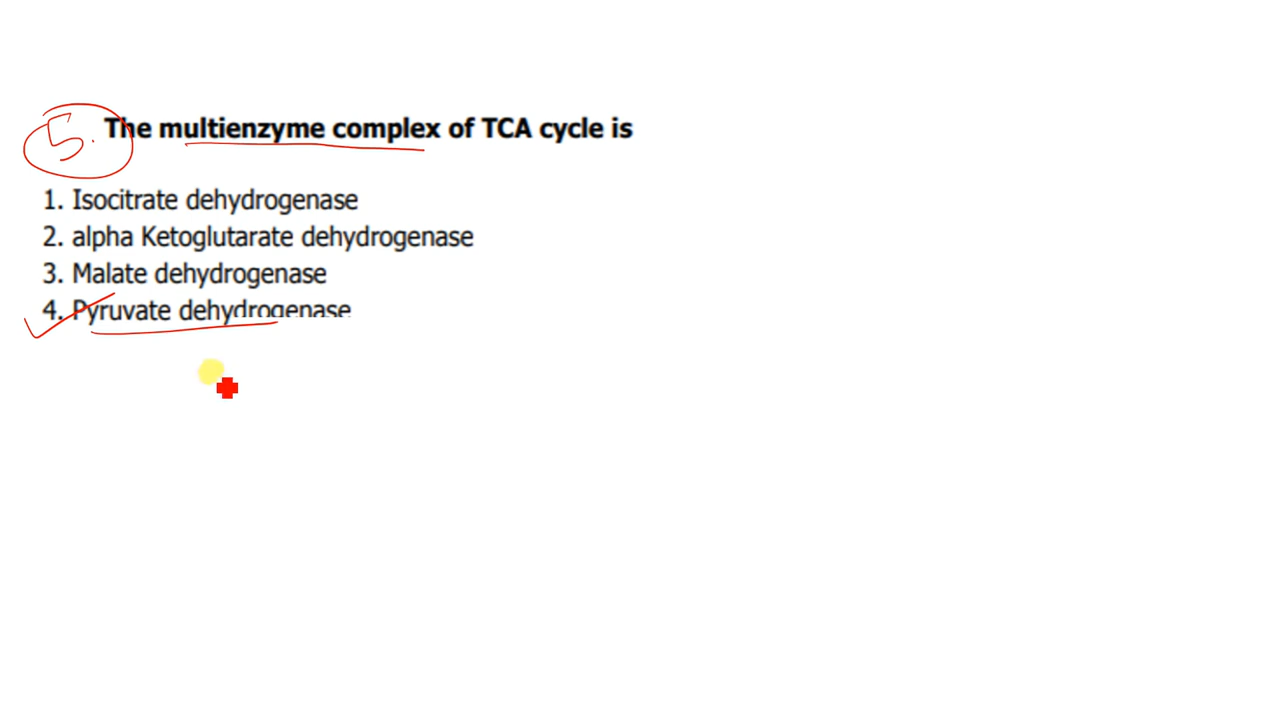 5. The multienzyme complex of TCA cycle is
1. Isocitrate dehydrogenase
2. alpha Ketoglutarate dehydrogenase
3. Malate dehydrogenase
4. Pyruvate dehydrogenase